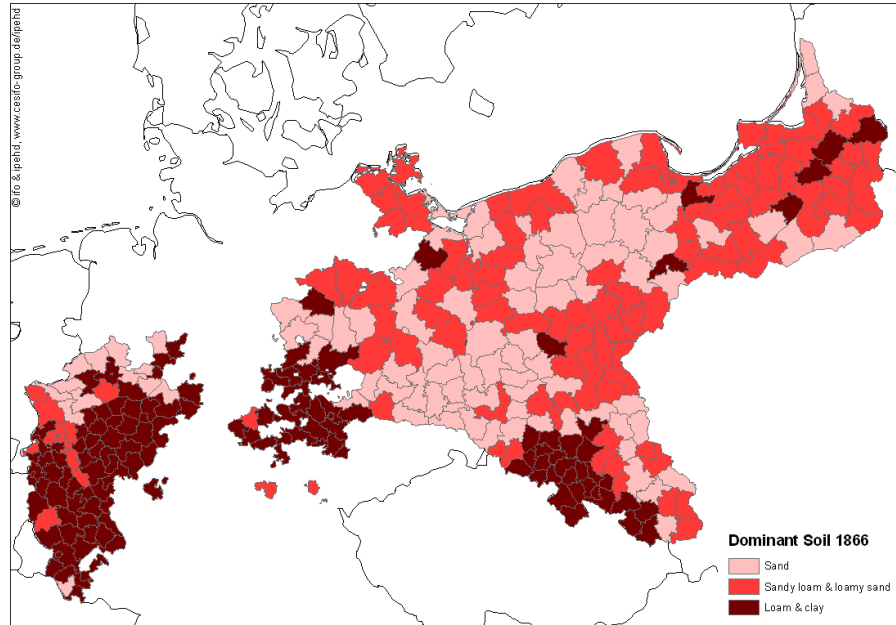 © ifo & ipehd, www.cesifo-group.de/ipehd
Dominant Soil 1866
Sand
Sandy loam & loamy sand
Loam & clay